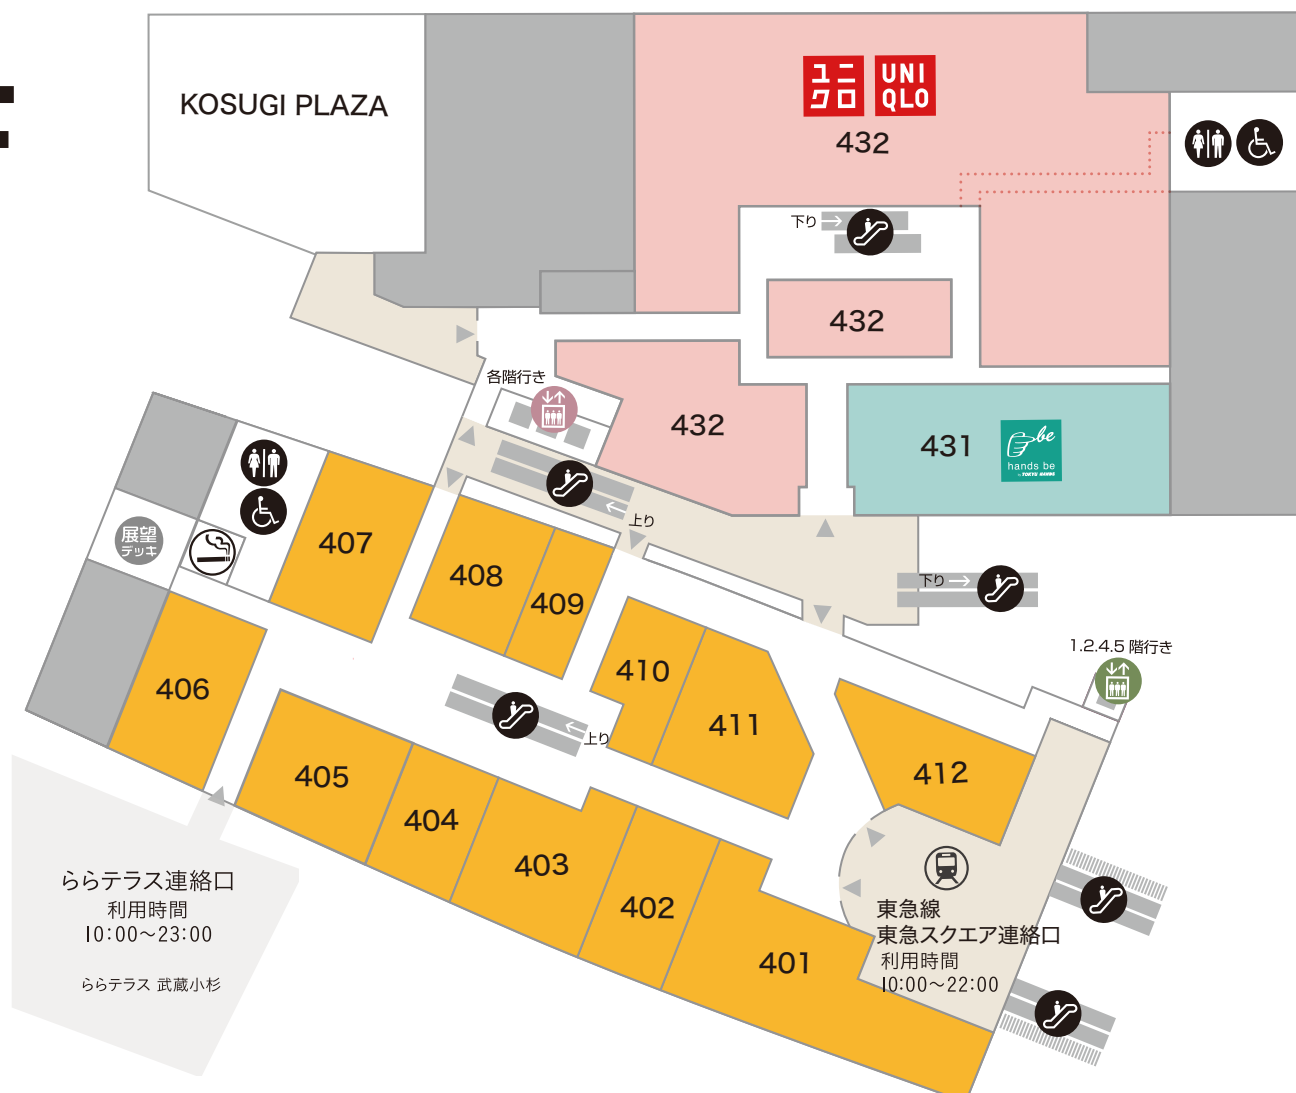 KOSUGI PLAZA
ユニ
クロ
UNI
QLO
432
下り
432
各階行き
432
431
be
hands be
by TOKYU HANDS
上り
407
展望
デッキ
408
409
下り
410
1.2.4.5 階行き
406
411
上り
405
412
404
403
ららテラス連絡口
利用時間
10:00〜23:00
402
東急線
東急スクエア連絡口
利用時間
10:00〜22:00
401
ららテラス 武蔵小杉